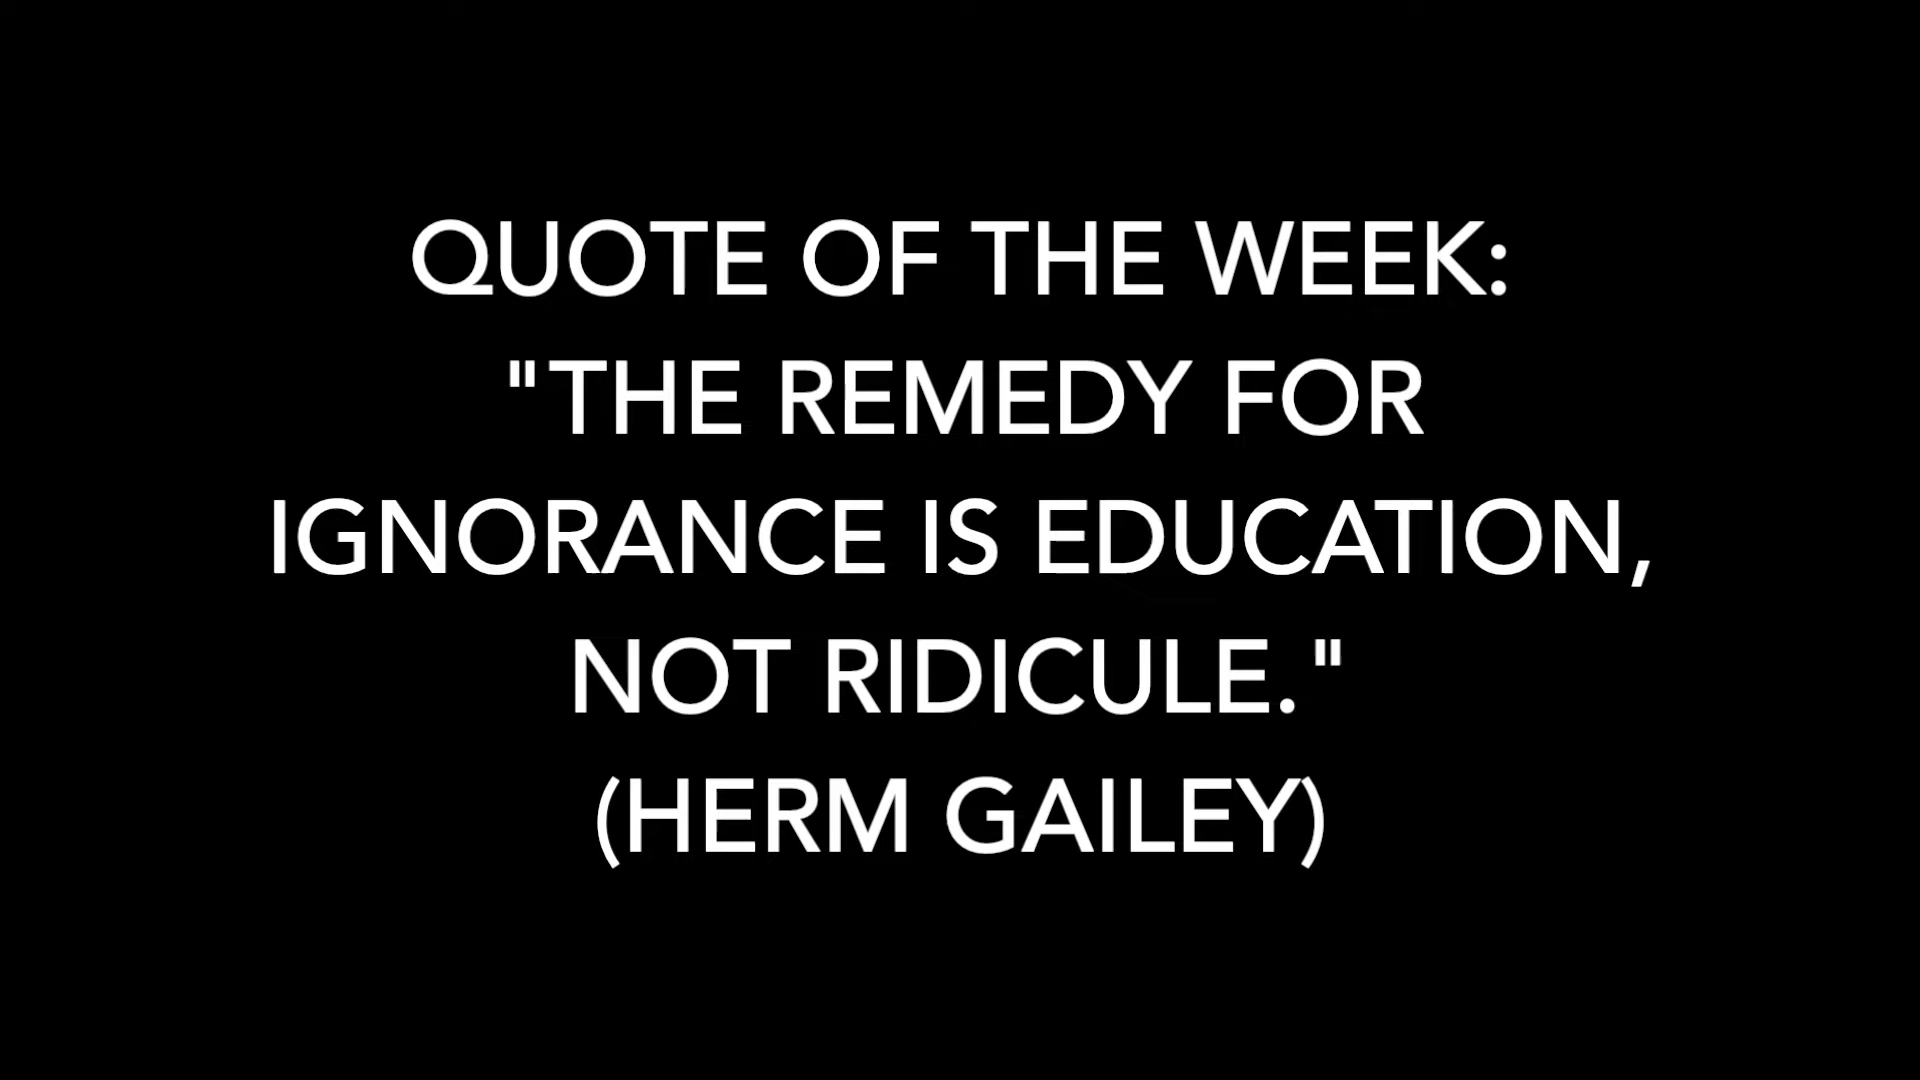 QUOTE OF THE WEEK:
"THE REMEDY FOR
IGNORANCE IS EDUCATION,
NOT RIDICULE."
(HERM GAILEY)